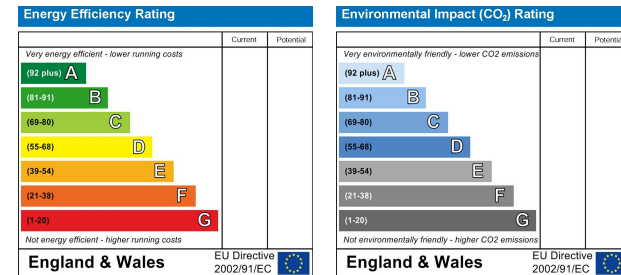 Energy Efficiency Rating
Current Potential
Very energy efficient - lower running costs
(92 plus) A
(81-91) B
(69-80) C
(55-68) D
(39-54) E
(21-38) F
(1-20) G
Not energy efficient - higher running costs
England & Wales
EU Directive
2002/91/EC
Environmental Impact (CO₂) Rating
Current Potentia
Very environmentally friendly - lower CO2 emissions
(92 plus) A
(81-91) B
(69-80) C
(55-68) D
(39-54) E
(21-38) F
(1-20) G
Not environmentally friendly - higher CO2 emissions
England & Wales
EU Directive
2002/91/EC